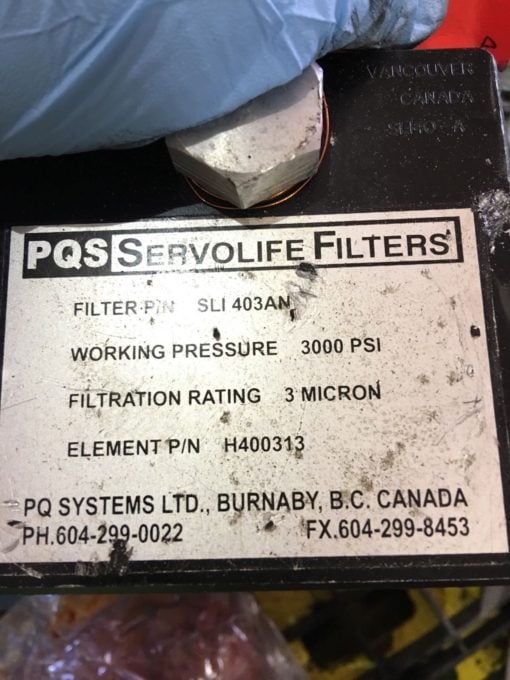 VANCOUVER
CANADA
PQS SERVOLIFE FILTERS
FILTER P/N SLI 403AN
WORKING PRESSURE 3000 PSI
FILTRATION RATING 3 MICRON
ELEMENT P/N H400313
PQ SYSTEMS LTD., BURNABY, B.C. CANADA
PH.604-299-0022 FX.604-299-8453